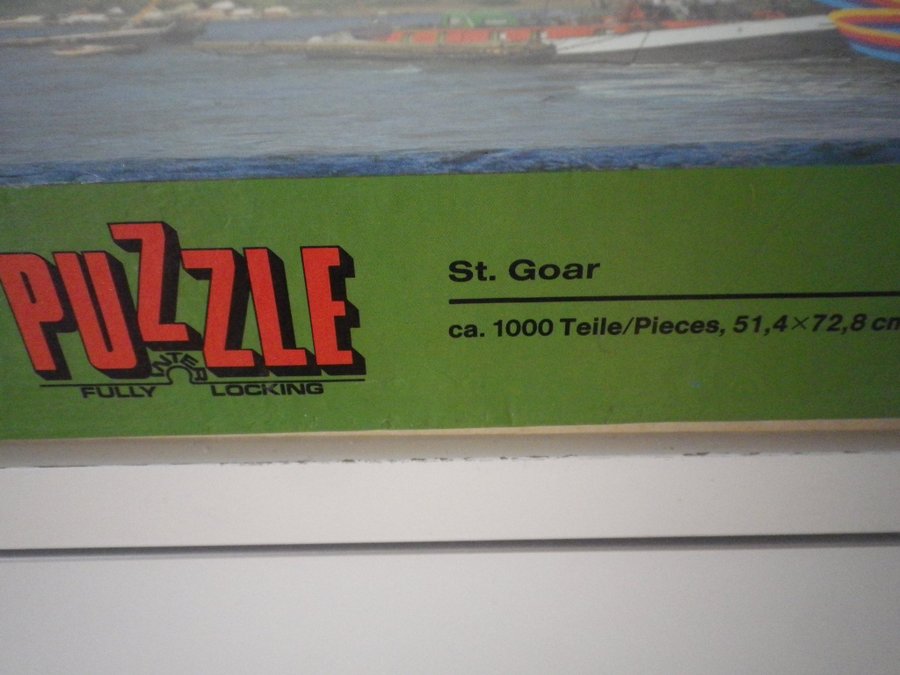 PUZZLE
FULLY INTER LOCKING
St. Goar
ca. 1000 Teile/Pieces, 51,4×72,8 cm